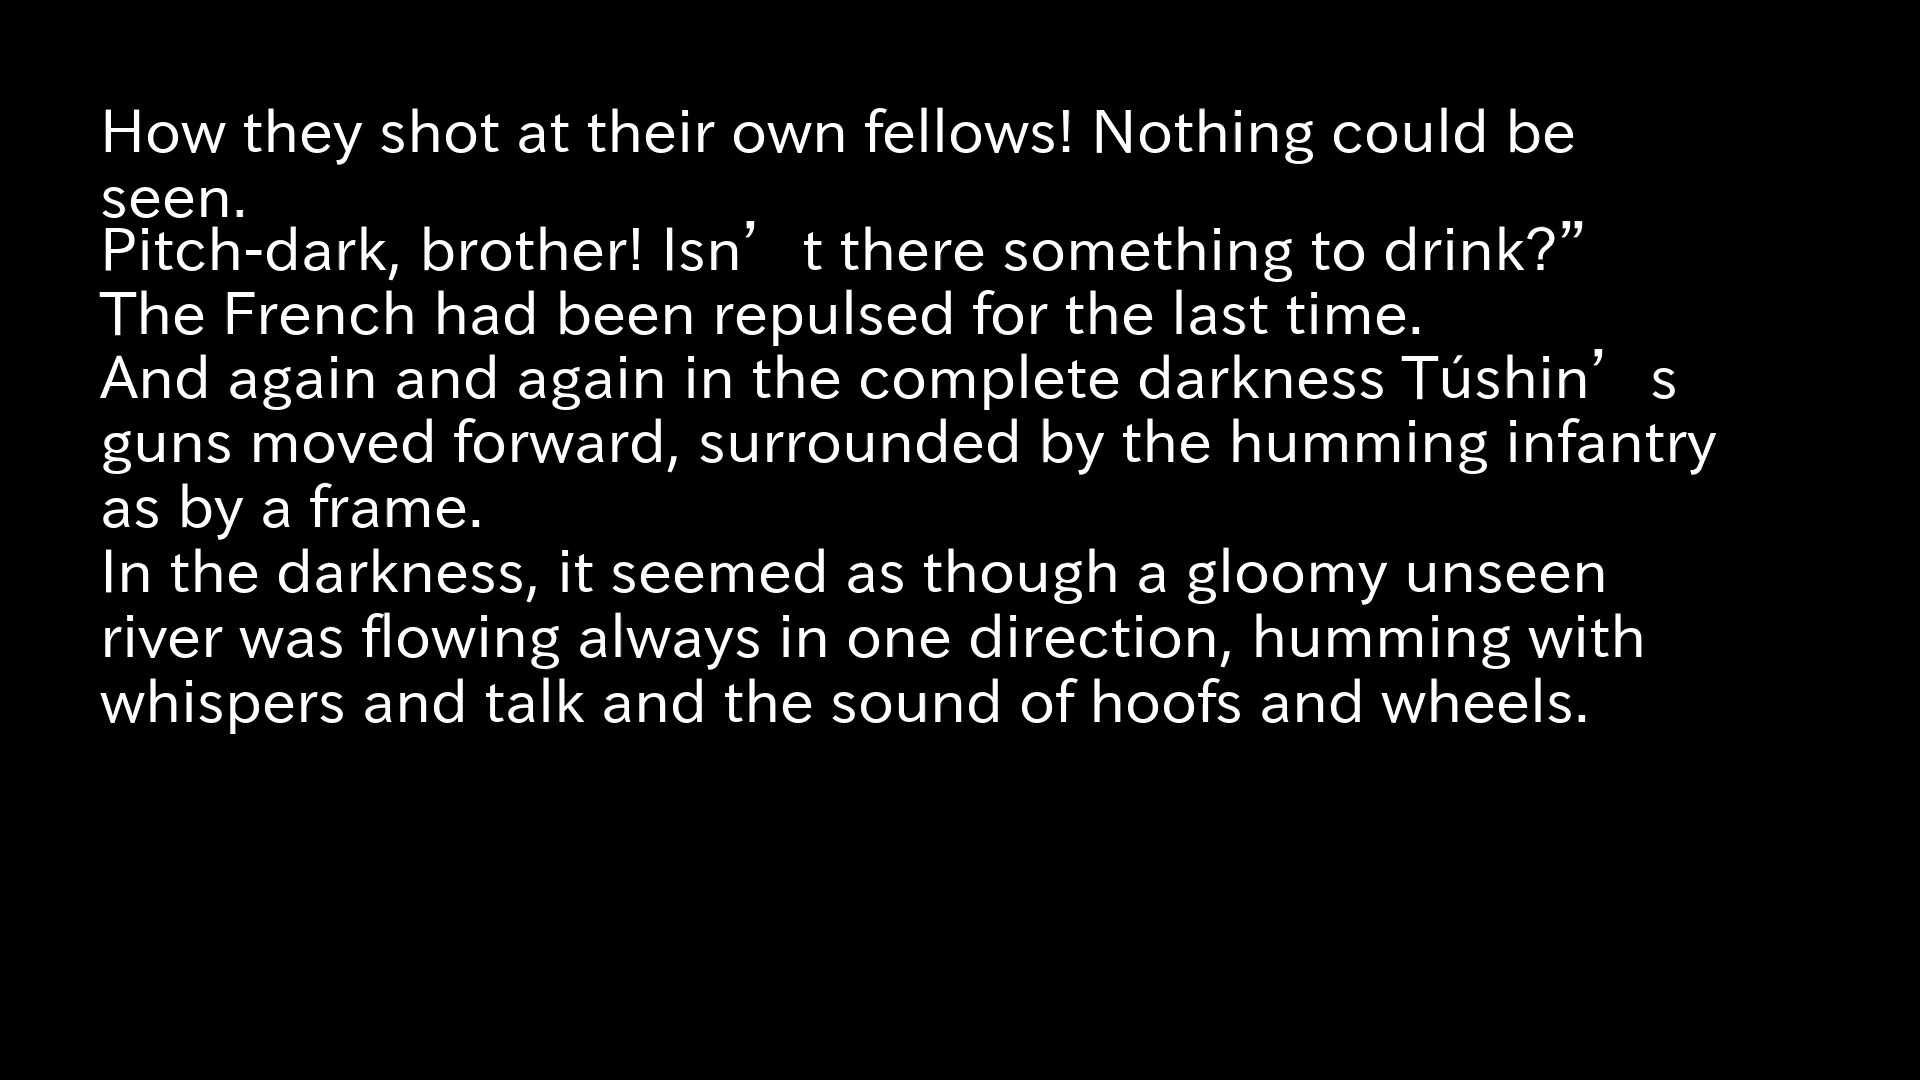 How they shot at their own fellows! Nothing could be
seen.
Pitch-dark, brother! Isn’t there something to drink?”
The French had been repulsed for the last time.
And again and again in the complete darkness Túshin’s
guns moved forward, surrounded by the humming infantry
as by a frame.
In the darkness, it seemed as though a gloomy unseen
river was flowing always in one direction, humming with
whispers and talk and the sound of hoofs and wheels.